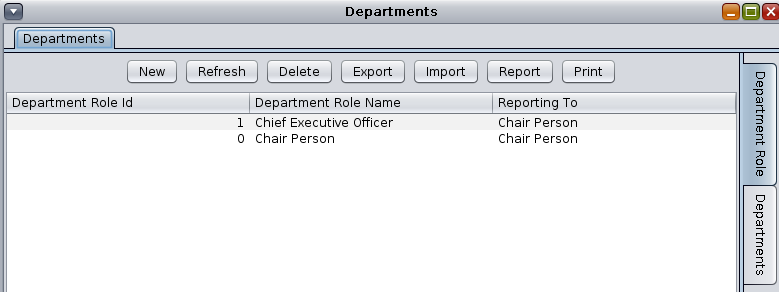 Departments
Departments
New Refresh Delete Export Import Report Print
Department Role Id Department Role Name Reporting To
1 Chief Executive Officer Chair Person
0 Chair Person Chair Person
Department Role
Departments